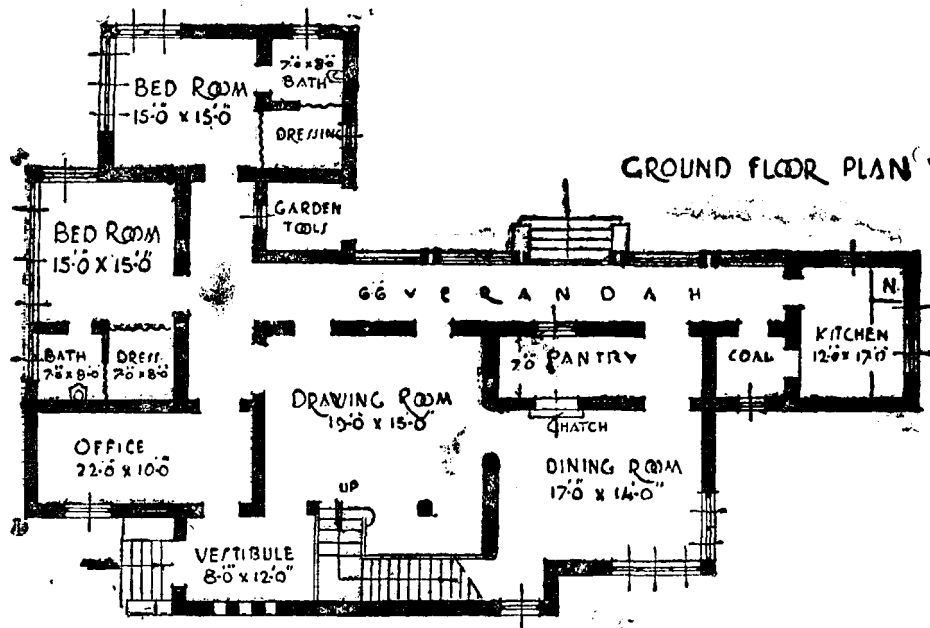 GROUND FLOOR PLAN
BED ROOM
15'-0" x 15'-0"
7'-0" x 8'-0"
BATH
DRESSING
GARDEN
TOOLS
BED ROOM
15'-0" x 15'-0"
VERANDAH
N.
KITCHEN
12'-0" x 17'-0"
COAL
PANTRY
7'-0"
HATCH
BATH
7'-0" x 8'-0"
DRESS.
7'-0" x 8'-0"
DRAWING ROOM
19'-0" x 15'-0"
DINING ROOM
17'-0" x 14'-0"
OFFICE
22'-0" x 10'-0"
UP
VESTIBULE
8'-0" x 12'-0"